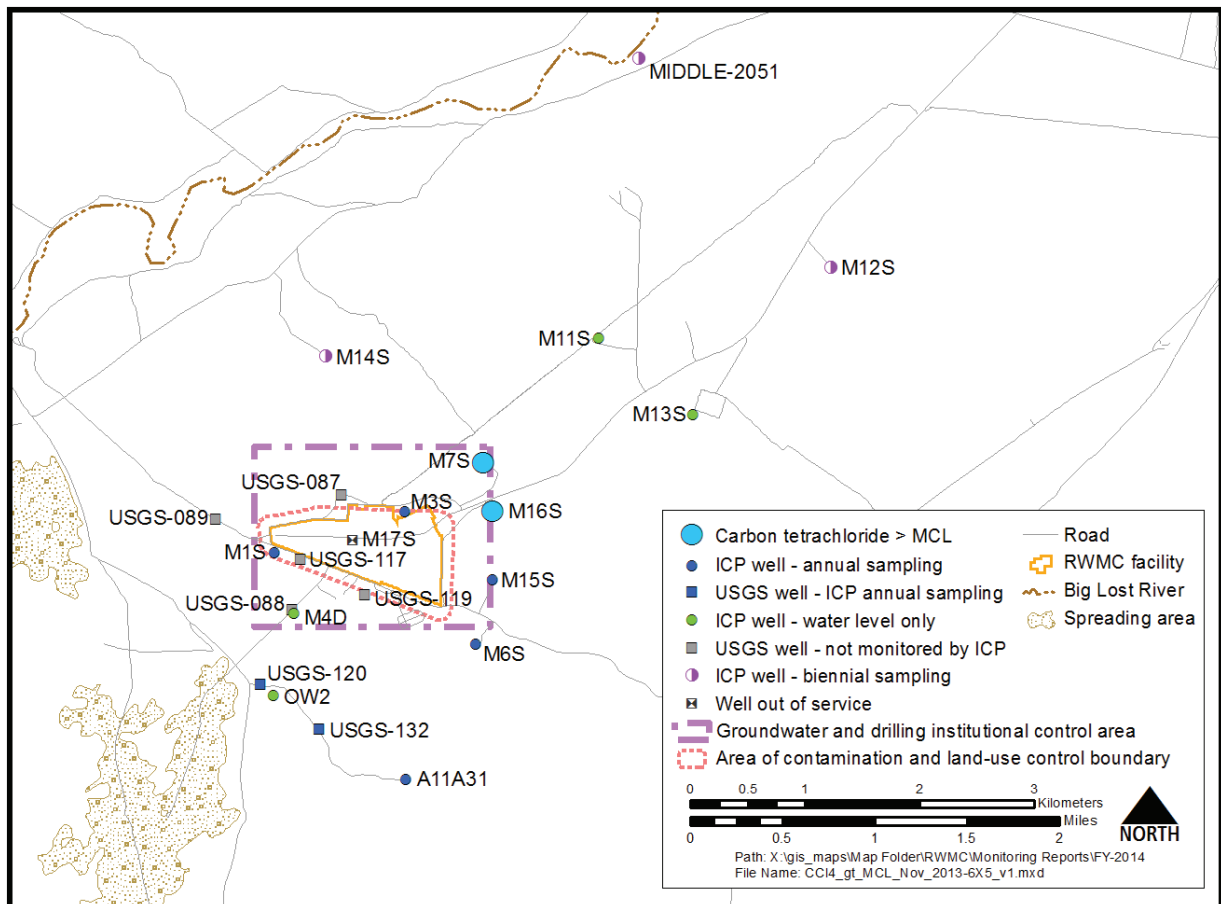 MIDDLE-2051
M12S
M11S
M14S
M13S
M7S
USGS-087
M3S
USGS-089
M16S
M17S
M1S
USGS-117
M15S
USGS-119
USGS-088
M4D
M6S
USGS-120
OW2
USGS-132
A11A31
Carbon tetrachloride > MCL
ICP well - annual sampling
USGS well - ICP annual sampling
ICP well - water level only
USGS well - not monitored by ICP
ICP well - biennial sampling
Well out of service
Groundwater and drilling institutional control area
Area of contamination and land-use control boundary
Road
RWMC facility
Big Lost River
Spreading area
0 0.5 1 2 3
Kilometers
Miles
0 0.5 1 1.5 2
NORTH
Path: X:\gis_maps\Map Folder\RWMC\Monitoring Reports\FY-2014
File Name: CCl4_gt_MCL_Nov_2013-6X5_v1.mxd